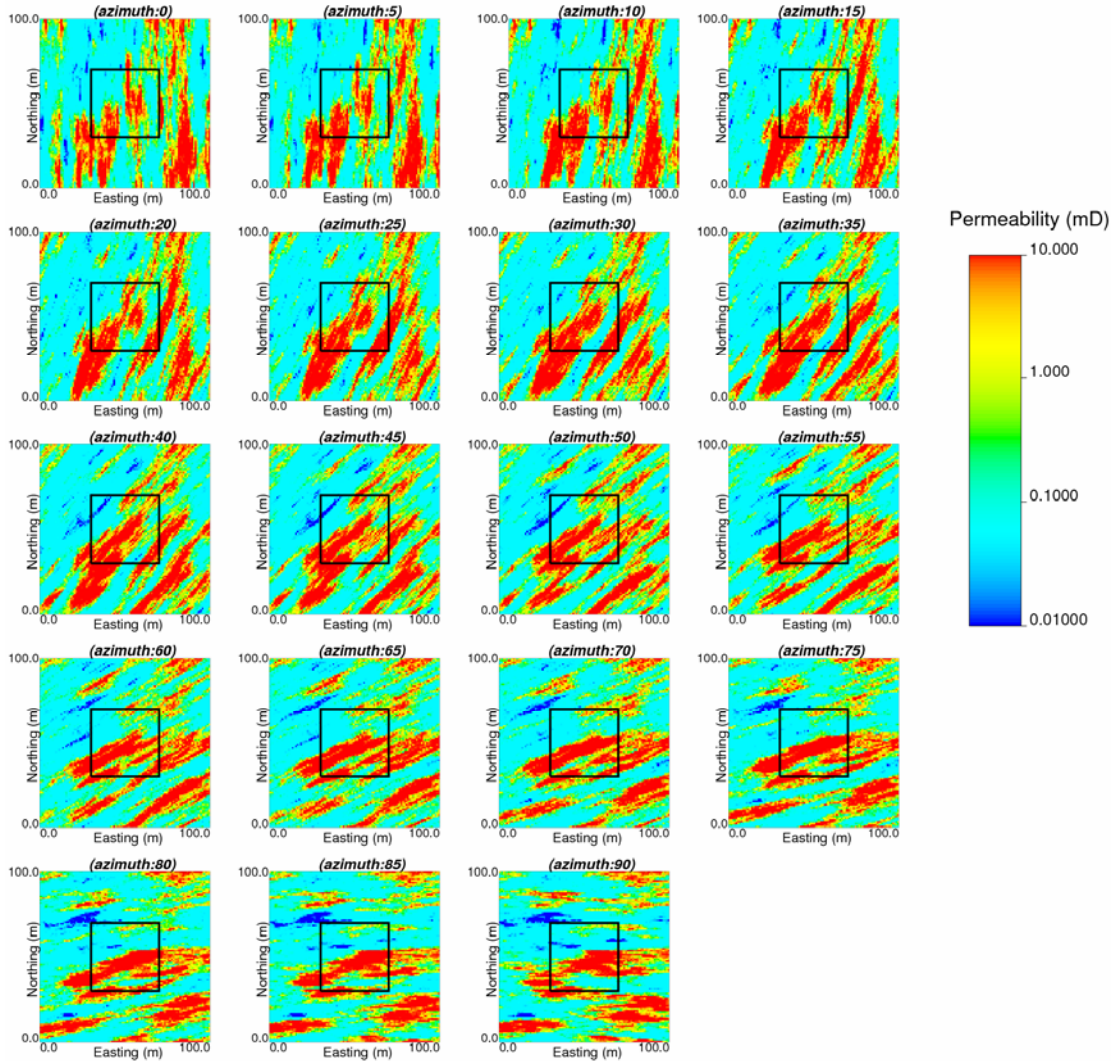 (azimuth:0) (azimuth:5) (azimuth:10) (azimuth:15)
100.0 100.0 100.0 100.0
Northing (m) Northing (m) Northing (m) Northing (m)
0.0 0.0 0.0 0.0
0.0 100.0 0.0 100.0 0.0 100.0 0.0 100.0
Easting (m) Easting (m) Easting (m) Easting (m)
(azimuth:20) (azimuth:25) (azimuth:30) (azimuth:35)
100.0 100.0 100.0 100.0
Northing (m) Northing (m) Northing (m) Northing (m)
0.0 0.0 0.0 0.0
0.0 100.0 0.0 100.0 0.0 100.0 0.0 100.0
Easting (m) Easting (m) Easting (m) Easting (m)
Permeability (mD)
10.000
1.000
0.1000
0.01000
(azimuth:40) (azimuth:45) (azimuth:50) (azimuth:55)
100.0 100.0 100.0 100.0
Northing (m) Northing (m) Northing (m) Northing (m)
0.0 0.0 0.0 0.0
0.0 100.0 0.0 100.0 0.0 100.0 0.0 100.0
Easting (m) Easting (m) Easting (m) Easting (m)
(azimuth:60) (azimuth:65) (azimuth:70) (azimuth:75)
100.0 100.0 100.0 100.0
Northing (m) Northing (m) Northing (m) Northing (m)
0.0 0.0 0.0 0.0
0.0 100.0 0.0 100.0 0.0 100.0 0.0 100.0
Easting (m) Easting (m) Easting (m) Easting (m)
(azimuth:80) (azimuth:85) (azimuth:90)
100.0 100.0 100.0
Northing (m) Northing (m) Northing (m)
0.0 0.0 0.0
0.0 100.0 0.0 100.0 0.0 100.0
Easting (m) Easting (m) Easting (m)